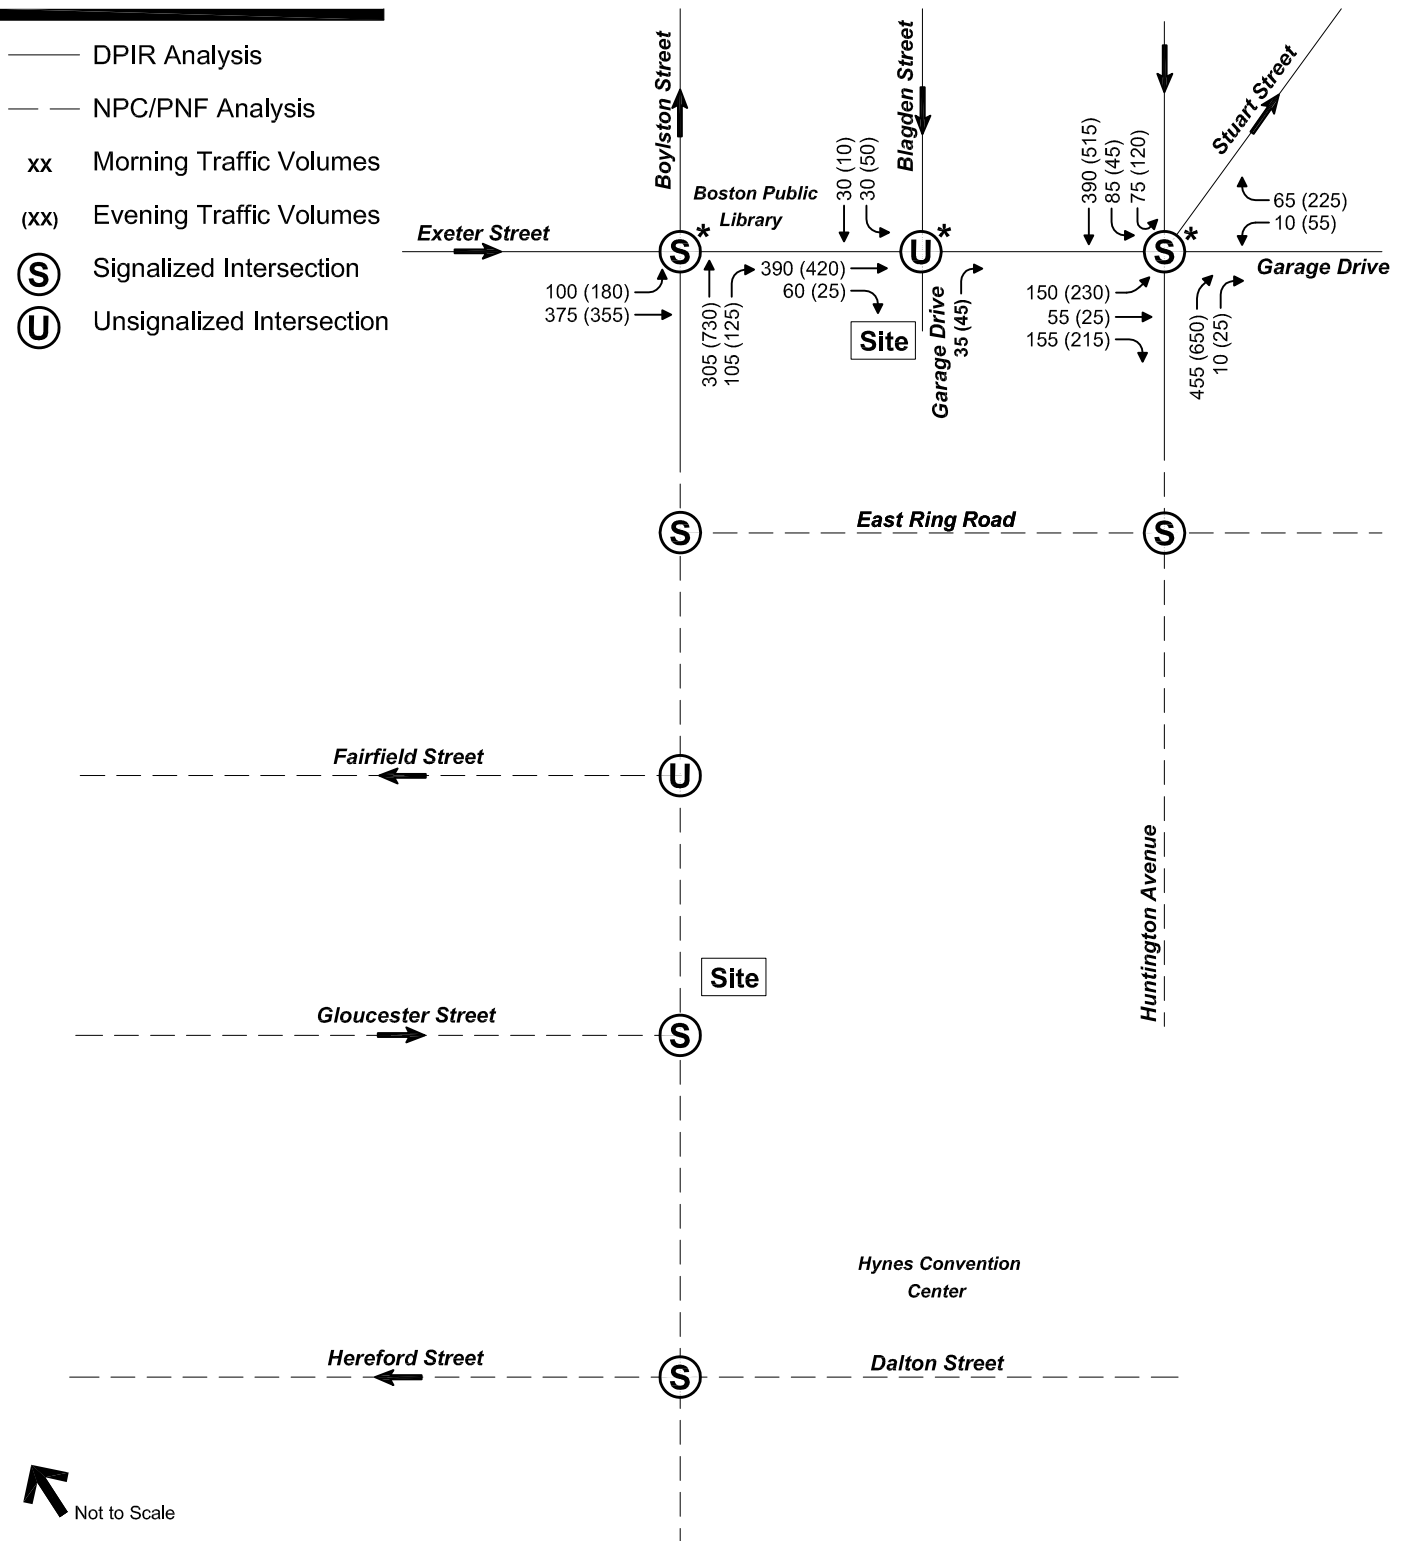 DPIR Analysis
NPC/PNF Analysis
xx Morning Traffic Volumes
(xx) Evening Traffic Volumes
S Signalized Intersection
U Unsignalized Intersection
Boylston Street
Blagden Street
Stuart Street
Boston Public
Library
30 (10)
30 (50)
390 (515)
85 (45)
75 (120)
65 (225)
10 (55)
Exeter Street
S*
U*
S*
Garage Drive
100 (180)
375 (355)
305 (730)
105 (125)
390 (420)
60 (25)
Site
Garage Drive
35 (45)
150 (230)
55 (25)
155 (215)
455 (650)
10 (25)
S
East Ring Road
S
Fairfield Street
U
Huntington Avenue
Site
Gloucester Street
S
Hynes Convention
Center
Hereford Street
S
Dalton Street
Not to Scale